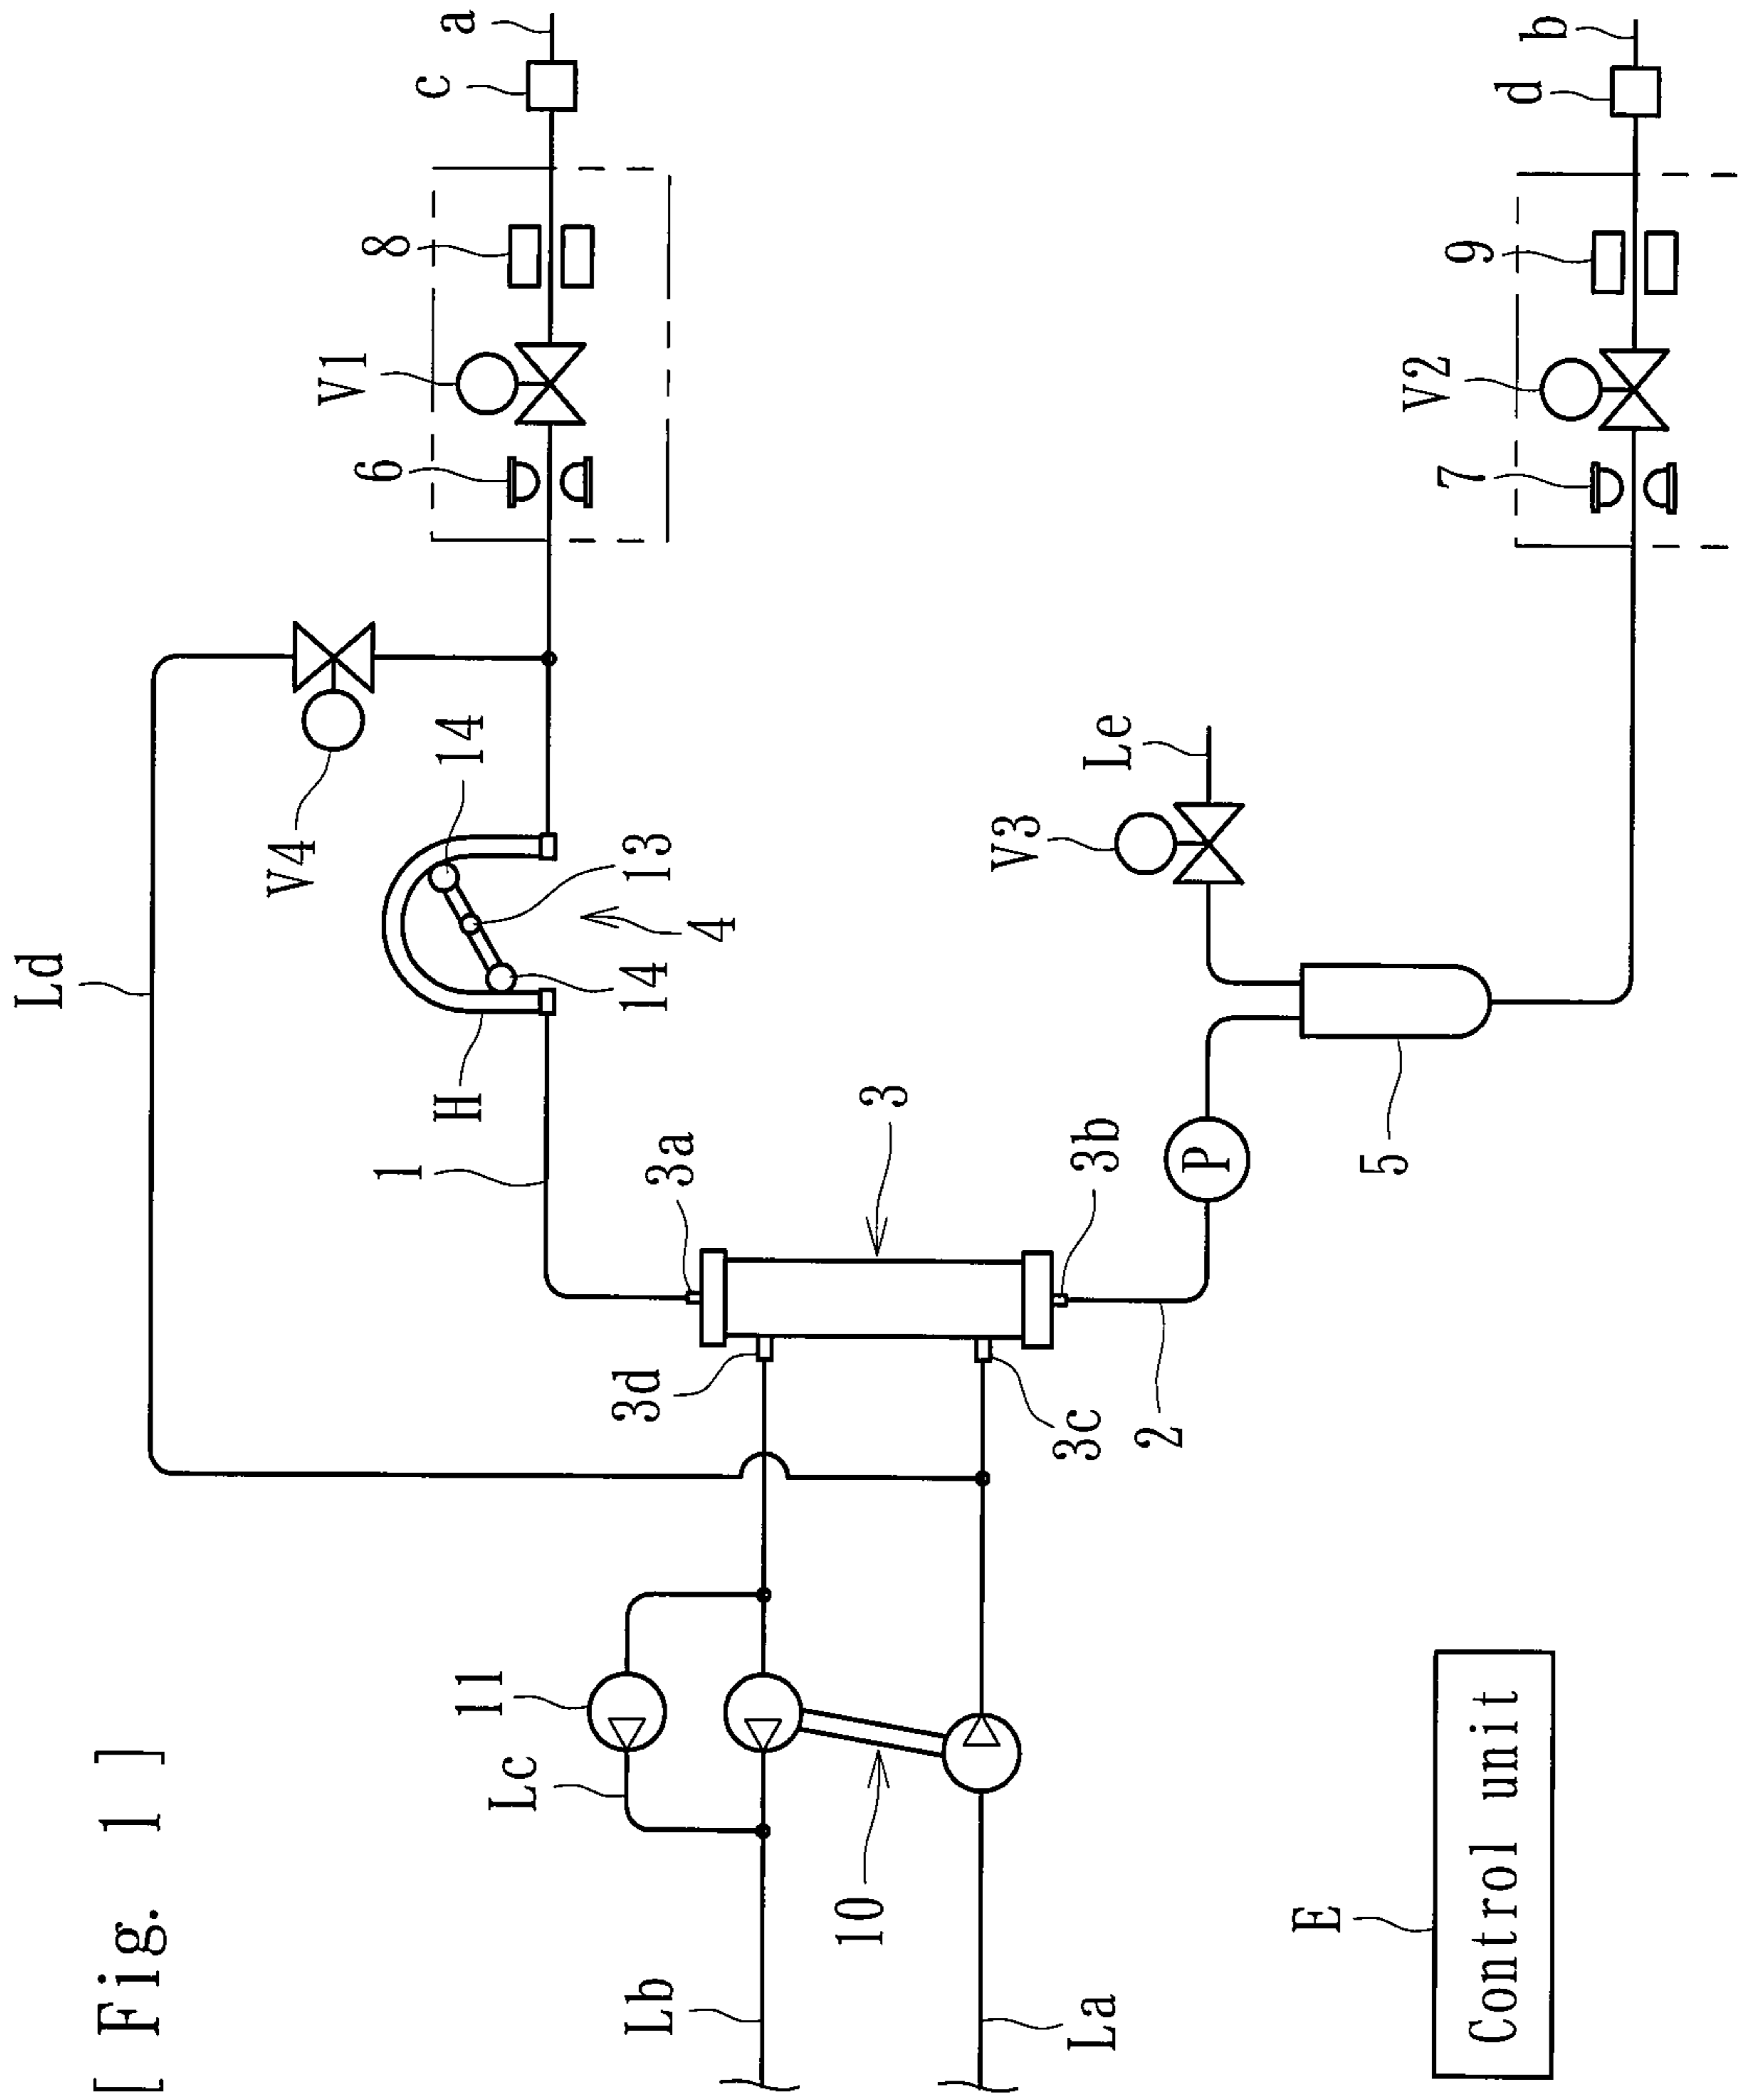 [ Fig. 1 ]
Ld
V4
V1
6
8
1
c
a
H
14
11
Lc
14
13
Lb
3d
3a
4
10
3
V3
La
3c
3b
Le
2
E
5
V2
7
9
Control unit
d
b
P